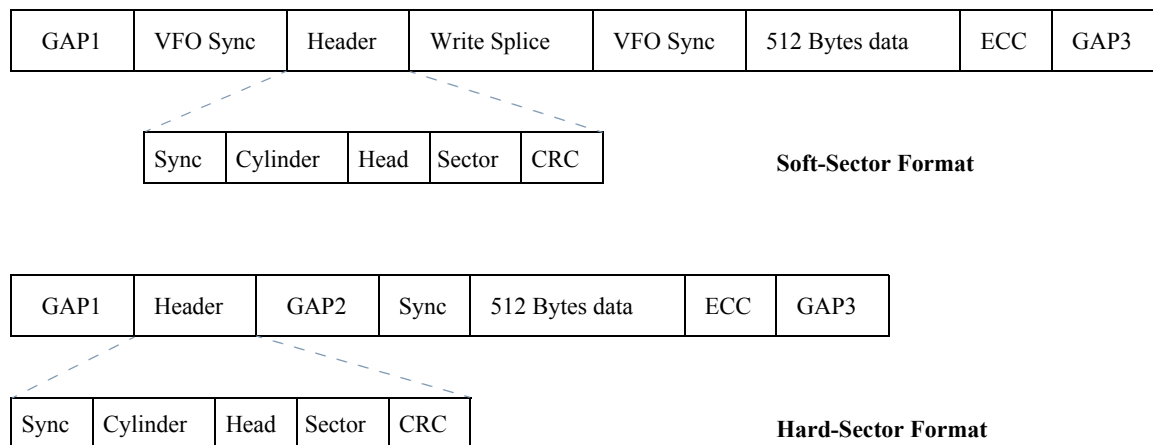 GAP1 VFO Sync Header Write Splice VFO Sync 512 Bytes data ECC GAP3
Sync Cylinder Head Sector CRC
Soft-Sector Format
GAP1 Header GAP2 Sync 512 Bytes data ECC GAP3
Sync Cylinder Head Sector CRC
Hard-Sector Format